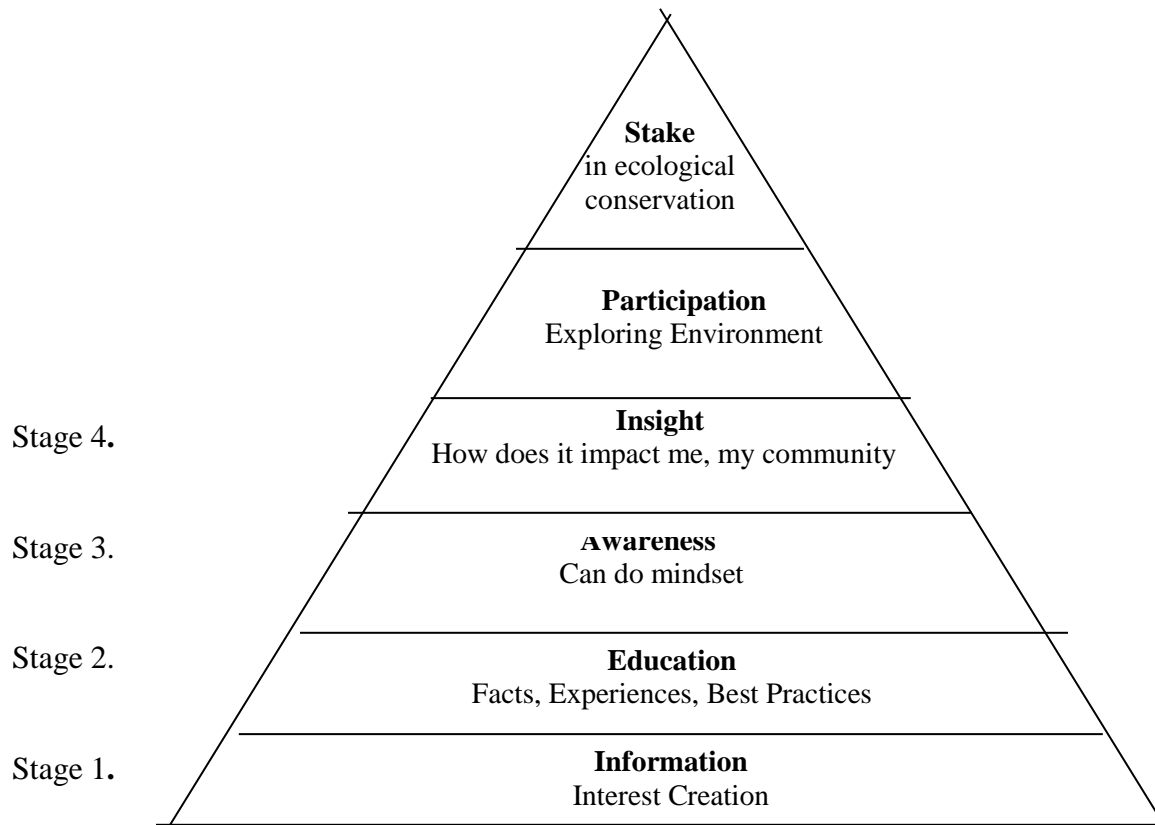 Stake
in ecological
conservation
Participation
Exploring Environment
Stage 4.
Insight
How does it impact me, my community
Stage 3.
Awareness
Can do mindset
Stage 2.
Education
Facts, Experiences, Best Practices
Stage 1.
Information
Interest Creation